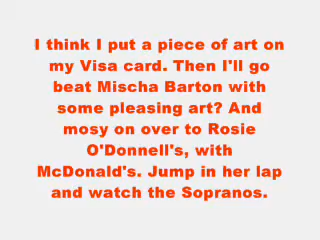 I think I put a piece of art on
my Visa card. Then I'll go
beat Mischa Barton with
some pleasing art? And
mosy on over to Rosie
O'Donnell's, with
McDonald's. Jump in her lap
and watch the Sopranos.